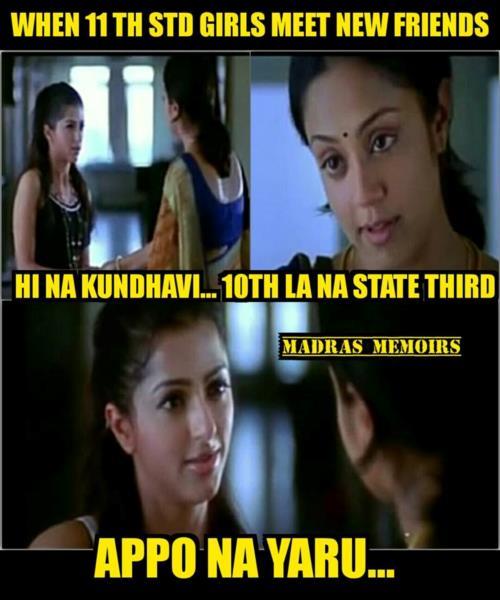 WHEN 11 TH STD GIRLS MEET NEW FRIENDS
HI NA KUNDHAVI... 10TH LA NA STATE THIRD
MADRAS MEMOIRS
APPO NA YARU...